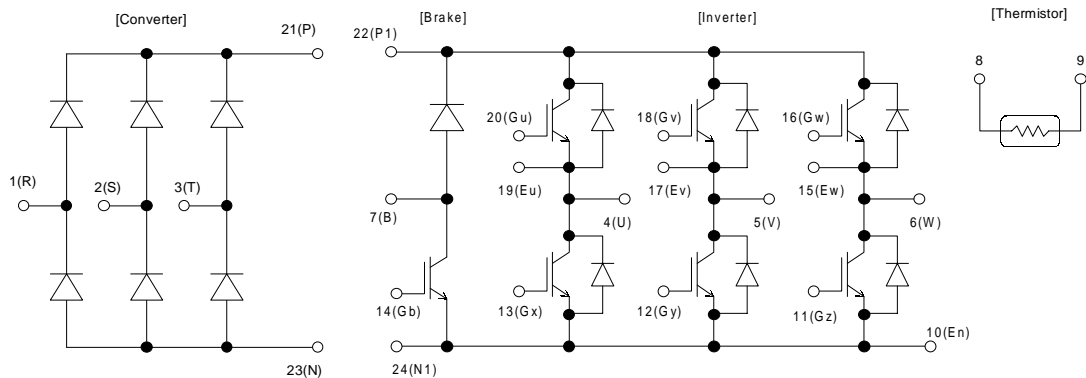 [Converter]
[Brake]
[Inverter]
[Thermistor]
21(P)
22(P1)
8
9
20(Gu)
18(Gv)
16(Gw)
1(R)
2(S)
3(T)
19(Eu)
17(Ev)
15(Ew)
7(B)
4(U)
5(V)
6(W)
14(Gb)
13(Gx)
12(Gy)
11(Gz)
10(En)
23(N)
24(N1)